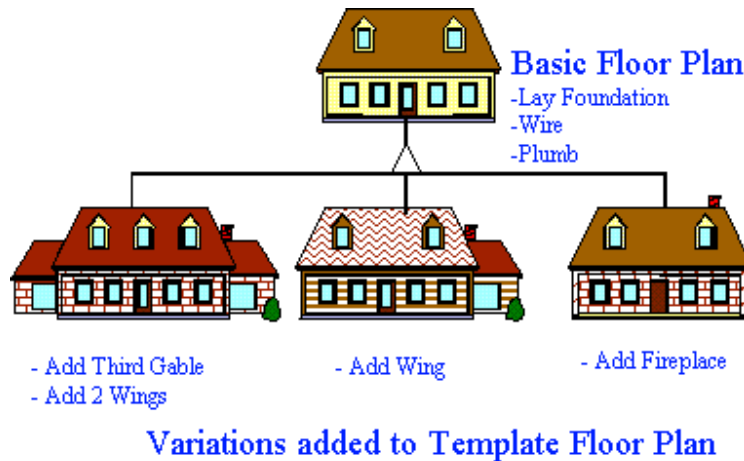 Basic Floor Plan
-Lay Foundation
-Wire
-Plumb
- Add Third Gable
- Add 2 Wings
- Add Wing
- Add Fireplace
Variations added to Template Floor Plan